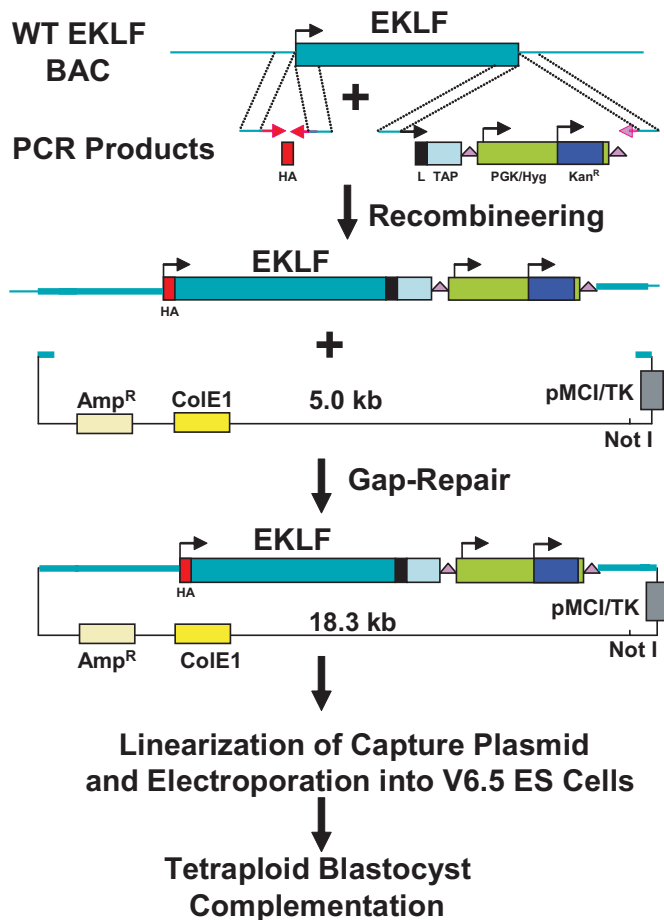 WT EKLF
BAC
EKLF
+
PCR Products
HA
L TAP PGK/Hyg Kanᴿ
Recombineering
EKLF
HA
+
Ampᴿ ColE1 5.0 kb pMCI/TK
Not I
Gap-Repair
EKLF
HA
pMCI/TK
Ampᴿ ColE1 18.3 kb Not I
Linearization of Capture Plasmid
and Electroporation into V6.5 ES Cells
Tetraploid Blastocyst
Complementation